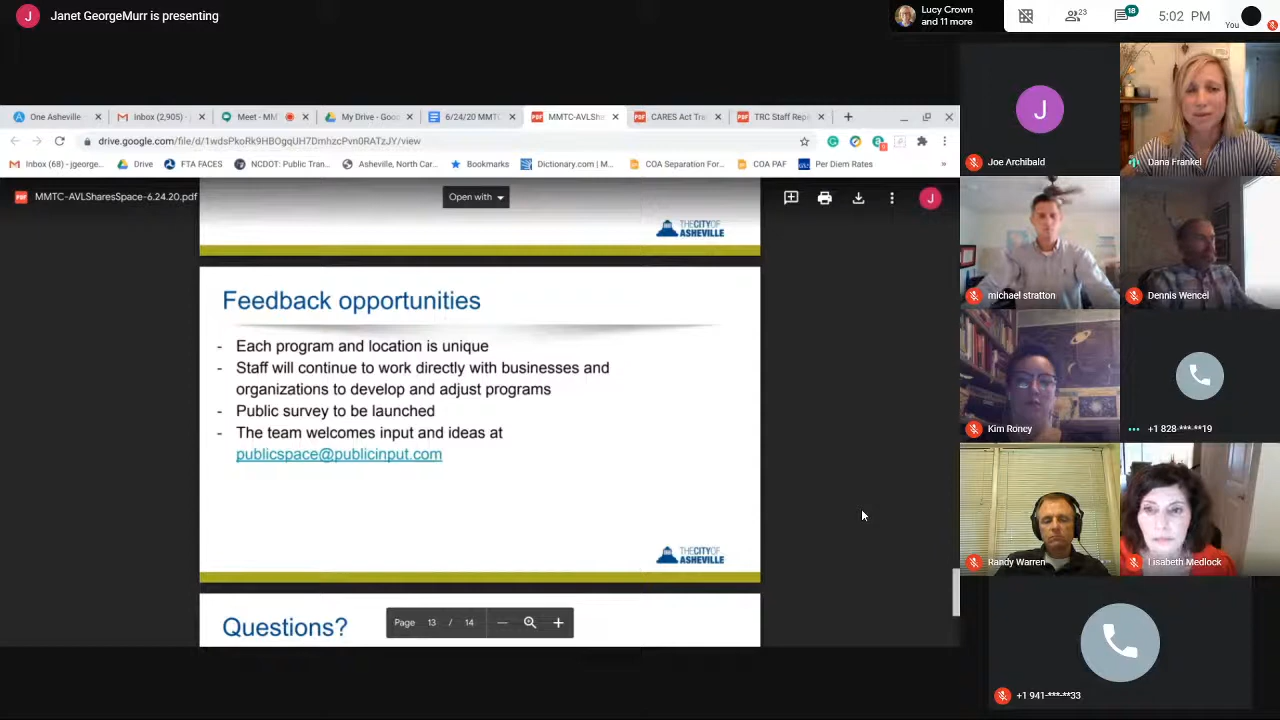 Janet GeorgeMurr is presenting
Lucy Crown
and 11 more
23
18
5:02 PM
You
J
One Asheville
Inbox (2,905) -
Meet - MM
My Drive - Goo
6/24/20 MMTC
MMTC-AVLSha
CARES Act Tra
TRC Staff Rep
drive.google.com/file/d/1wdsPkoRk9HBOgqUH7DmhzcPvn0RATzJY/view
Inbox (68) - jgeorge...
Drive
FTA FACES
NCDOT: Public Tran...
Asheville, North Car...
Bookmarks
Dictionary.com | M...
COA Separation For...
COA PAF
Per Diem Rates
MMTC-AVLSharesSpace-6.24.20.pdf
Open with
J
THE CITY OF
ASHEVILLE
Feedback opportunities
- Each program and location is unique
- Staff will continue to work directly with businesses and
organizations to develop and adjust programs
- Public survey to be launched
- The team welcomes input and ideas at
publicspace@publicinput.com
THE CITY OF
ASHEVILLE
Questions?
Page 13 / 14
J
Joe Archibald
Dana Frankel
michael stratton
Dennis Wencel
Kim Roney
+1 828-***-**19
Randy Warren
Lisabeth Medlock
+1 941-***-**33